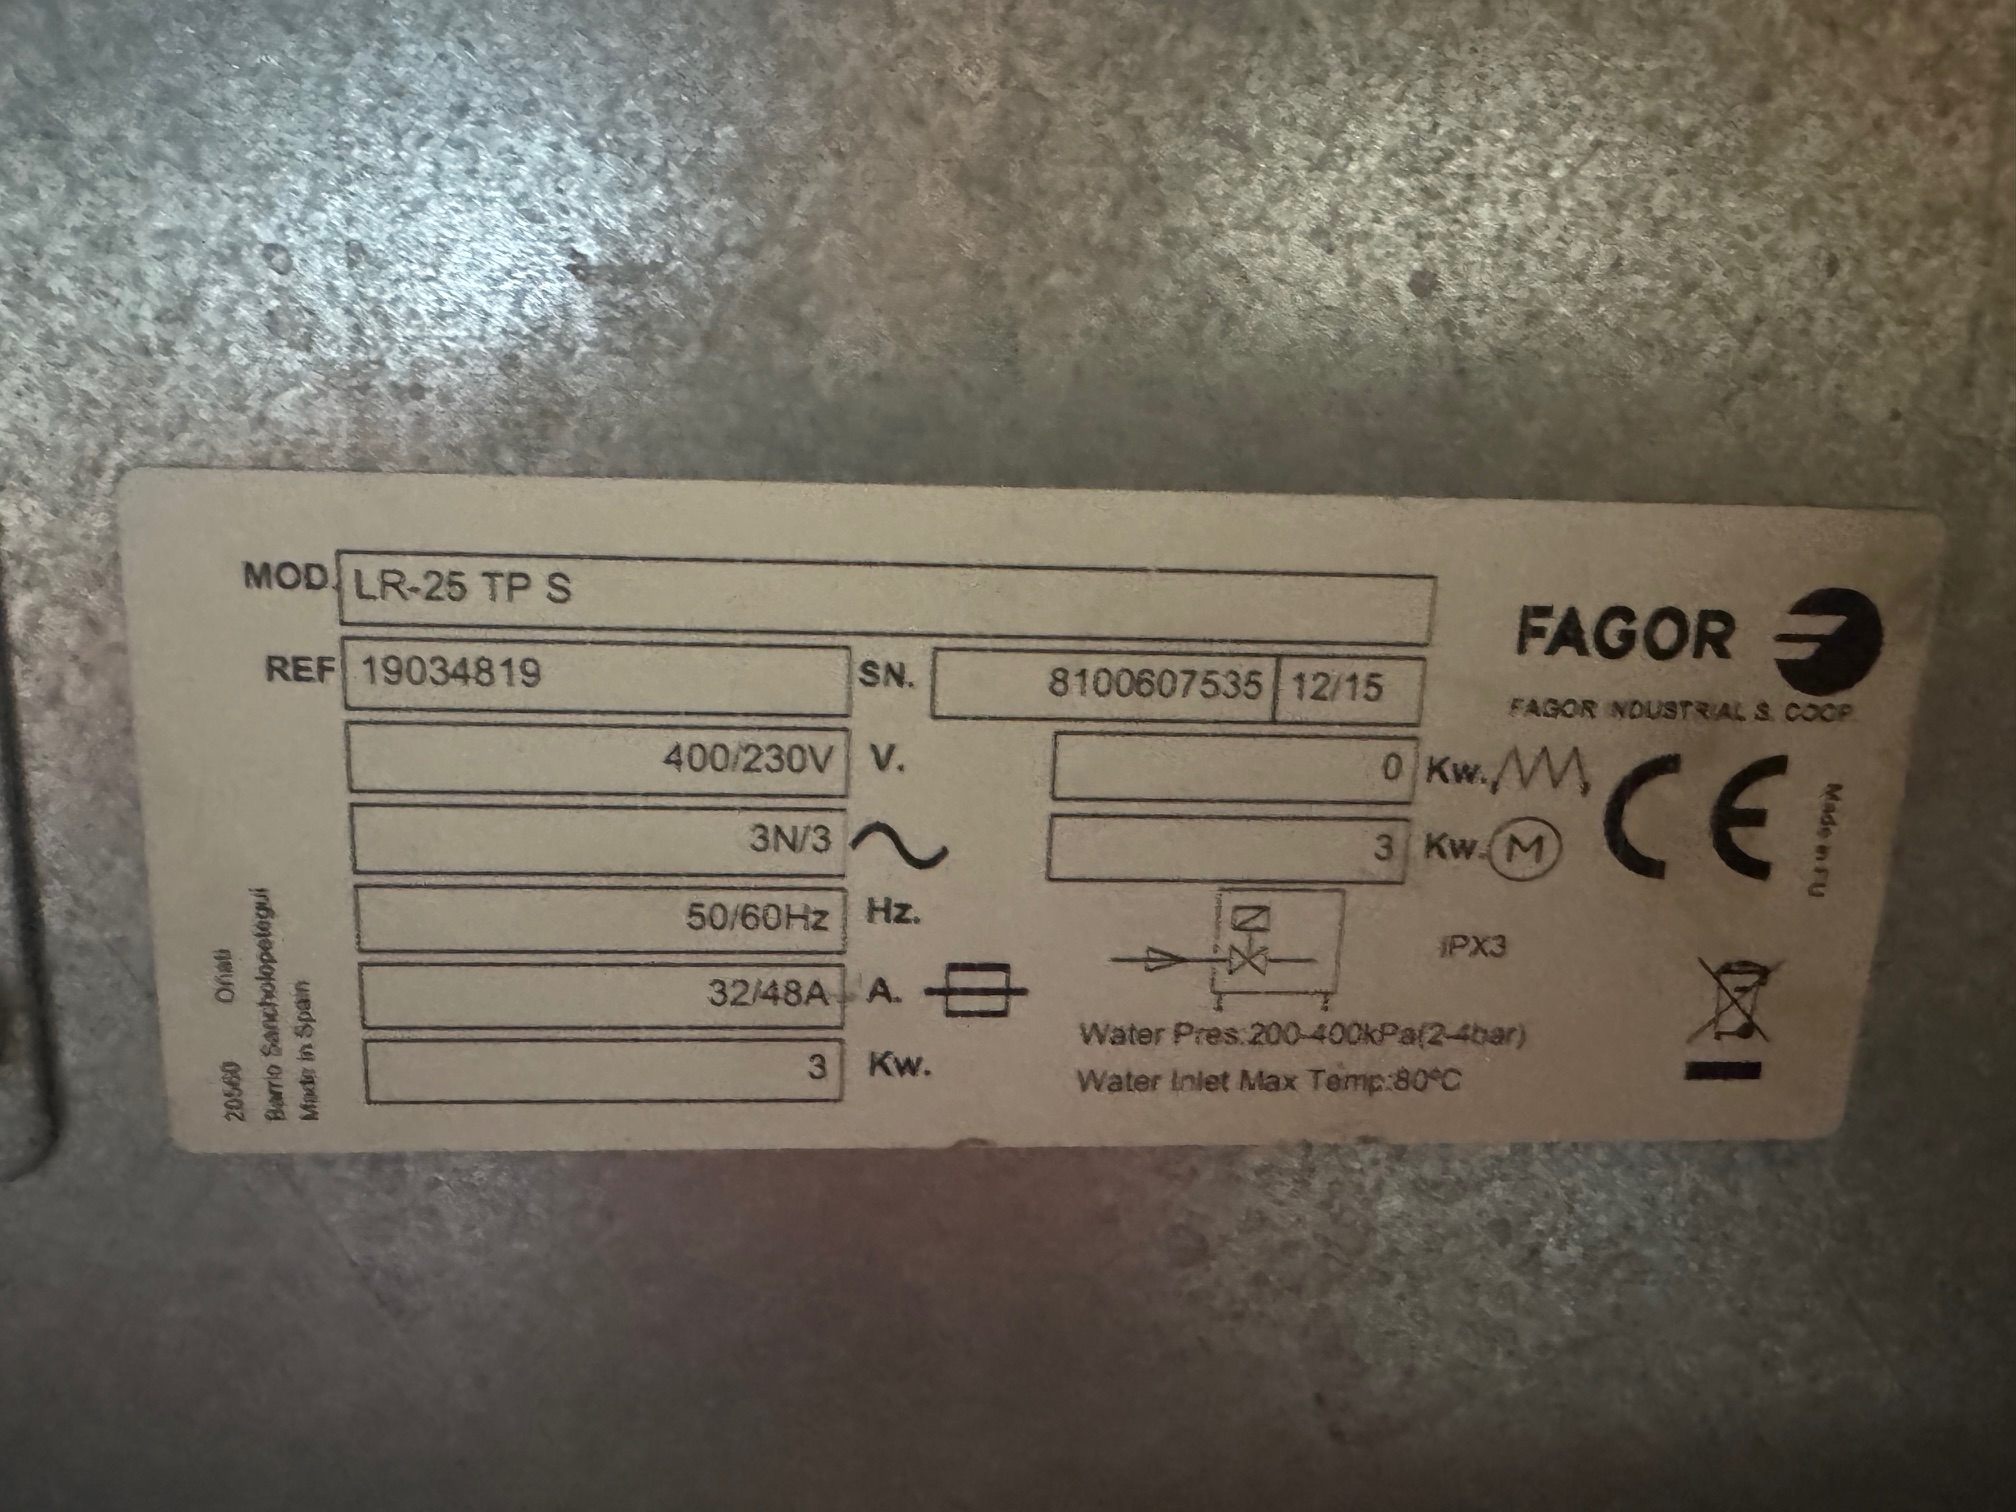 MOD. LR-25 TP S
REF 19034819 SN. 8100607535 12/15
FAGOR
FAGOR INDUSTRIAL S. COOP.
400/230V V. 0 Kw.
3N/3 3 Kw. M
50/60Hz Hz.
IPX3
32/48A A.
3 Kw.
Water Pres:200-400kPa(2-4bar)
Water Inlet Max Temp:80ºC
CE
Made in EU
20560 Oñati
Barrio Sancholopetegui
Made in Spain